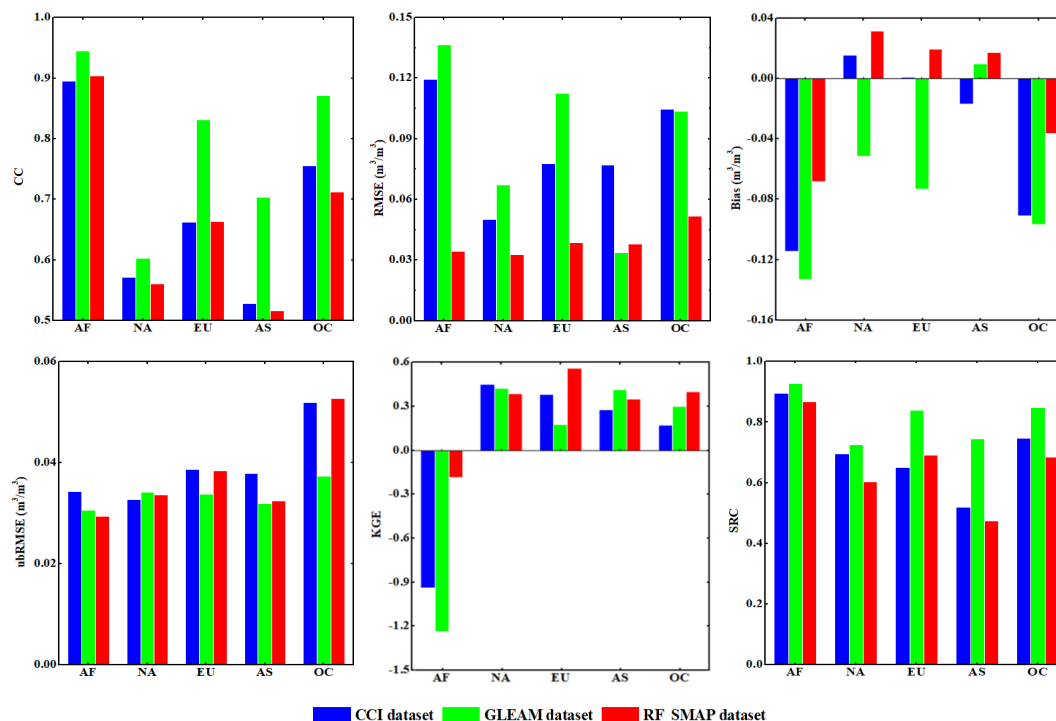 1.0
0.9
0.8
0.7
0.6
0.5
CC
AF NA EU AS OC
0.15
0.12
0.09
0.06
0.03
0.00
RMSE (m³/m³)
AF NA EU AS OC
0.04
0.00
-0.04
-0.08
-0.12
-0.16
Bias (m³/m³)
AF NA EU AS OC
0.06
0.04
0.02
0.00
ubRMSE (m³/m³)
AF NA EU AS OC
0.6
0.3
0.0
-0.3
-0.6
-0.9
-1.2
-1.5
KGE
AF NA EU AS OC
1.0
0.8
0.6
0.4
0.2
0.0
SRC
AF NA EU AS OC
CCI dataset GLEAM dataset RF_SMAP dataset